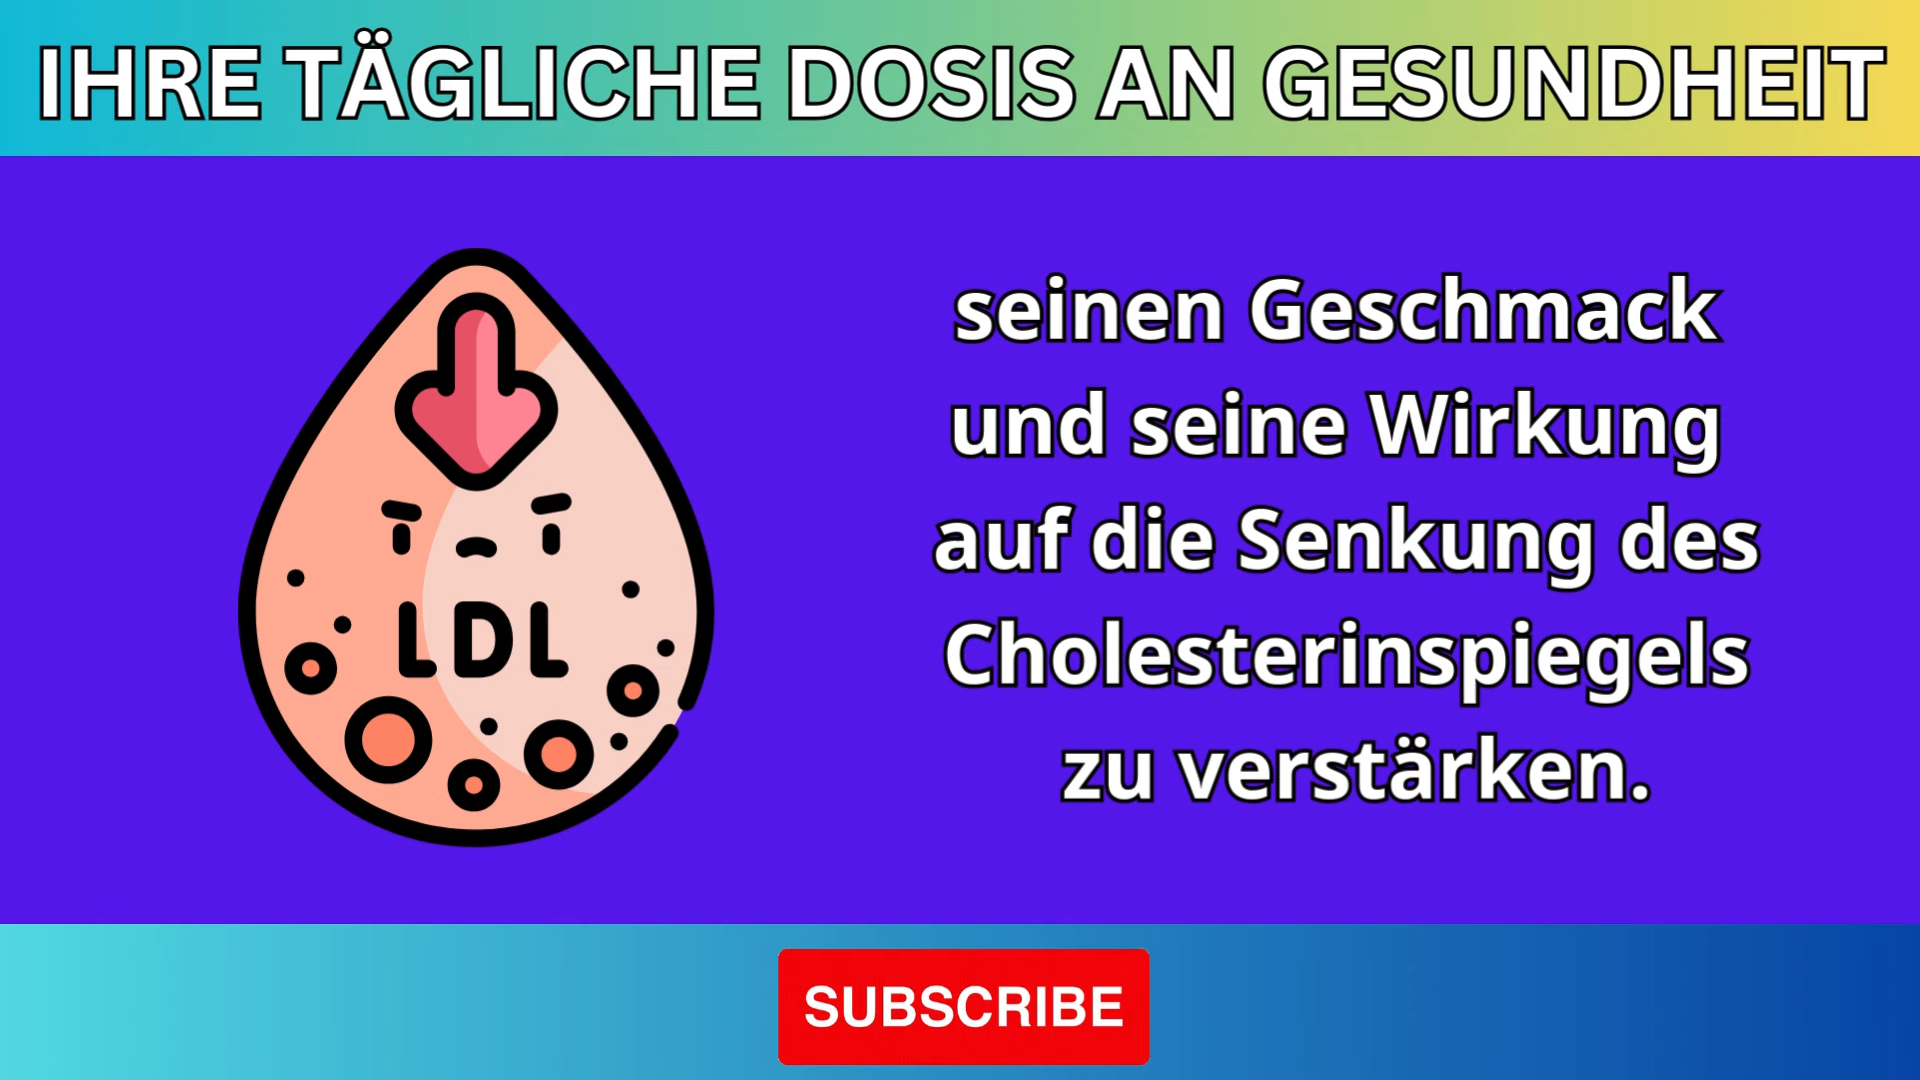 IHRE TÄGLICHE DOSIS AN GESUNDHEIT
LDL
seinen Geschmack
und seine Wirkung
auf die Senkung des
Cholesterinspiegels
zu verstärken.
SUBSCRIBE